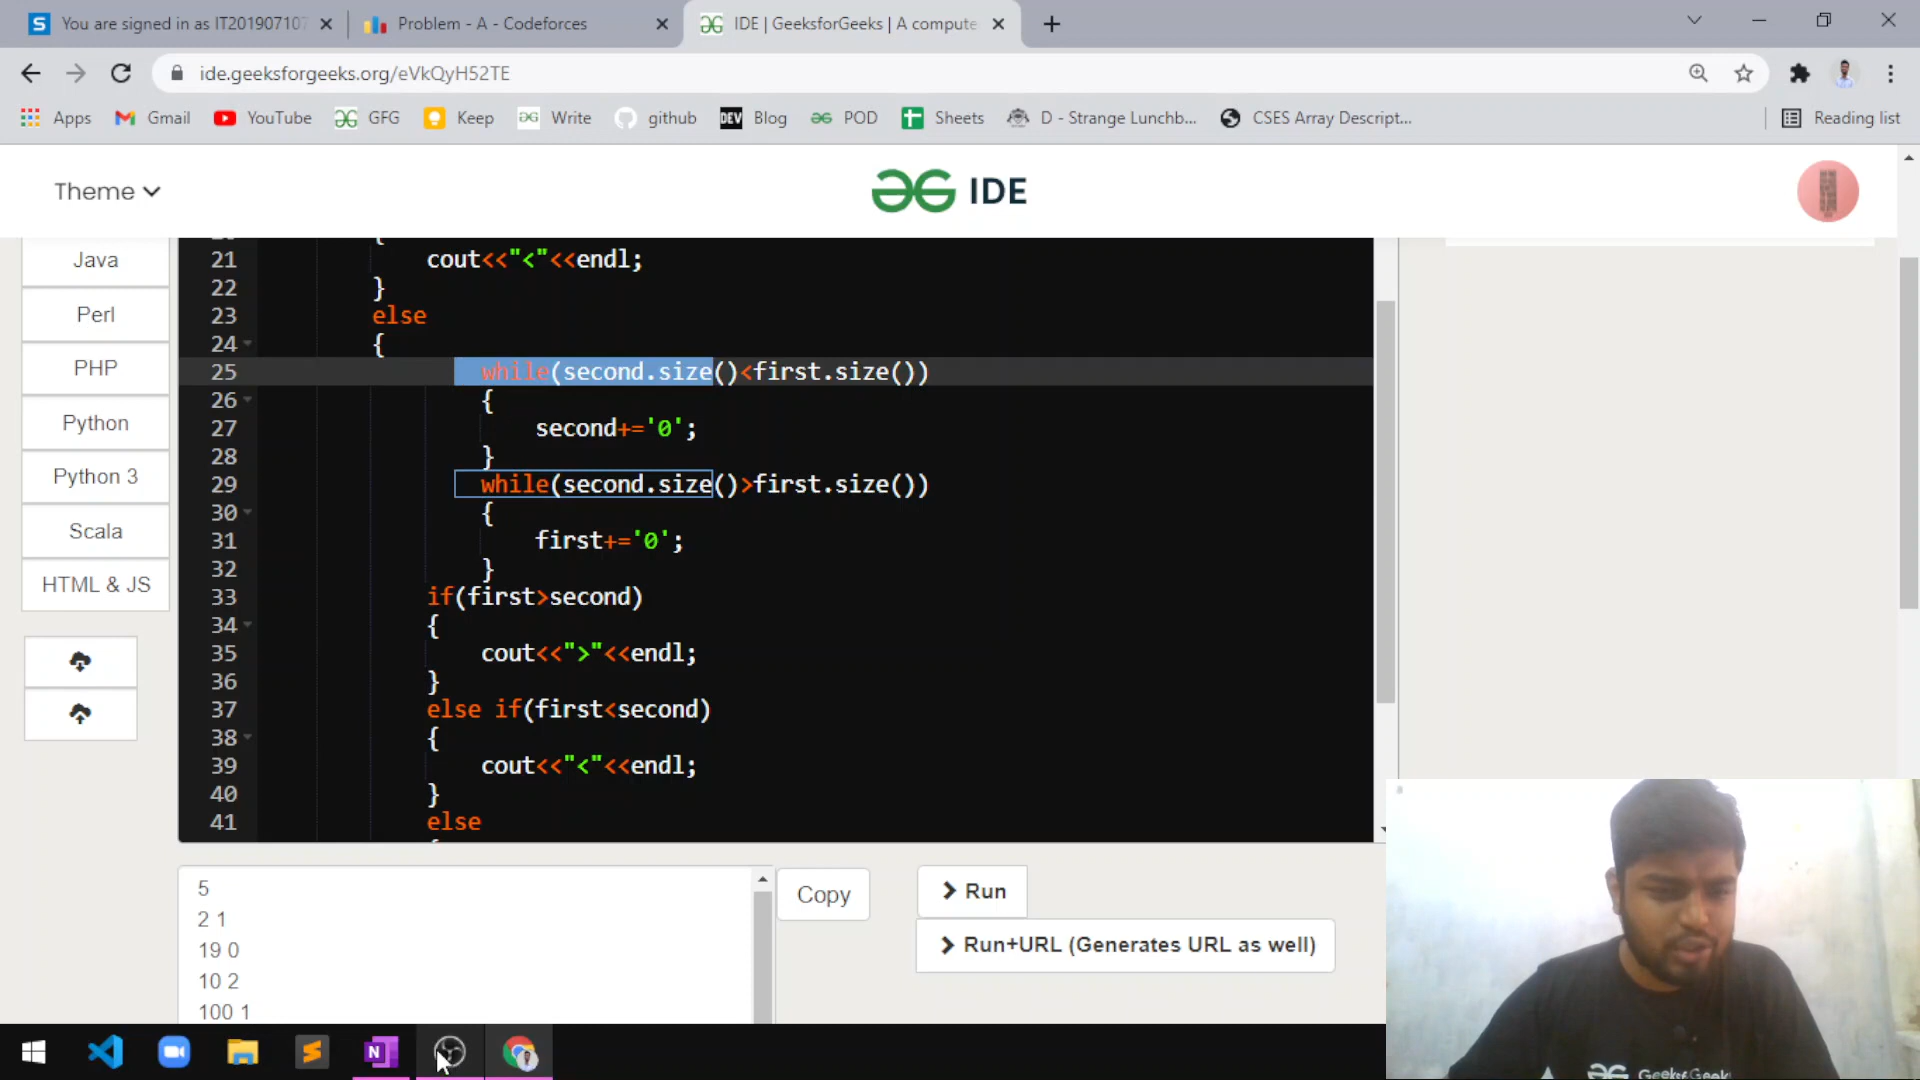 You are signed in as IT201907107
Problem - A - Codeforces
IDE | GeeksforGeeks | A compute
ide.geeksforgeeks.org/eVkQyH52TE
Apps
Gmail
YouTube
GFG
Keep
Write
github
DEV Blog
POD
Sheets
D - Strange Lunchb...
CSES Array Descript...
Reading list
Theme
IDE
Java
Perl
PHP
Python
Python 3
Scala
HTML & JS
21 cout<<"<"<<endl;
22 }
23 else
24 {
25 while(second.size()<first.size())
26 {
27 second+='0';
28 }
29 while(second.size()>first.size())
30 {
31 first+='0';
32 }
33 if(first>second)
34 {
35 cout<<">"<<endl;
36 }
37 else if(first<second)
38 {
39 cout<<"<"<<endl;
40 }
41 else
5
2 1
19 0
10 2
100 1
Copy
Run
Run+URL (Generates URL as well)